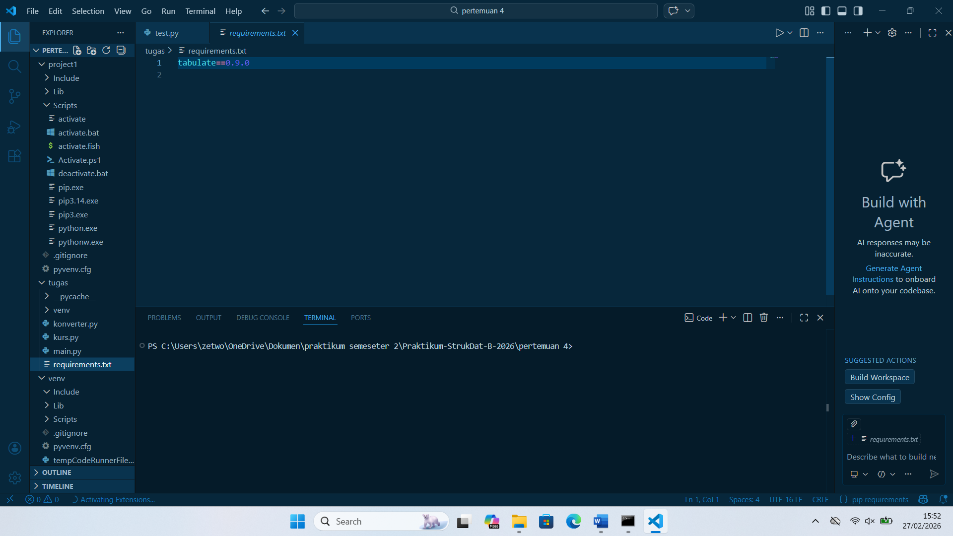 File Edit Selection View Go Run Terminal Help
pertemuan 4
EXPLORER
test.py
requirements.txt
PERTE...
tugas > requirements.txt
project1
Include
Lib
Scripts
activate
activate.bat
activate.fish
Activate.ps1
deactivate.bat
pip.exe
pip3.14.exe
pip3.exe
python.exe
pythonw.exe
.gitignore
pyvenv.cfg
tugas
__pycache__
venv
konverter.py
kurs.py
main.py
requirements.txt
venv
Include
Lib
Scripts
.gitignore
pyvenv.cfg
tempCodeRunnerFile...
OUTLINE
TIMELINE
1 tabulate==0.9.0
2
PROBLEMS OUTPUT DEBUG CONSOLE TERMINAL PORTS
Code
PS C:\Users\zetwo\OneDrive\Dokumen\praktikum semeseter 2\Praktikum-StrukDat-B-2026\pertemuan 4>
Build with
Agent
AI responses may be
inaccurate.
Generate Agent
Instructions to onboard
AI onto your codebase.
SUGGESTED ACTIONS
Build Workspace
Show Config
requirements.txt
Describe what to build ne
0 0 Activating Extensions...
Ln 1, Col 1 Spaces: 4 UTF-16 LE CRLF pip requirements
Search
15:52
27/02/2026